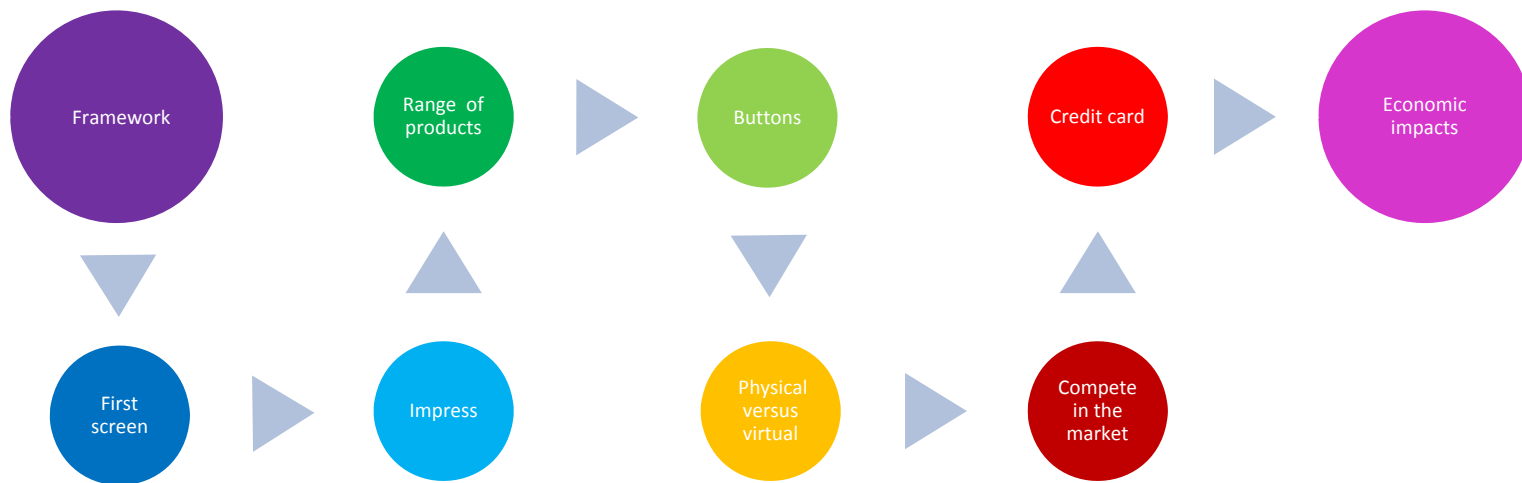 Framework
First
screen
Impress
Range of
products
Buttons
Physical
versus
virtual
Compete
in the
market
Credit card
Economic
impacts